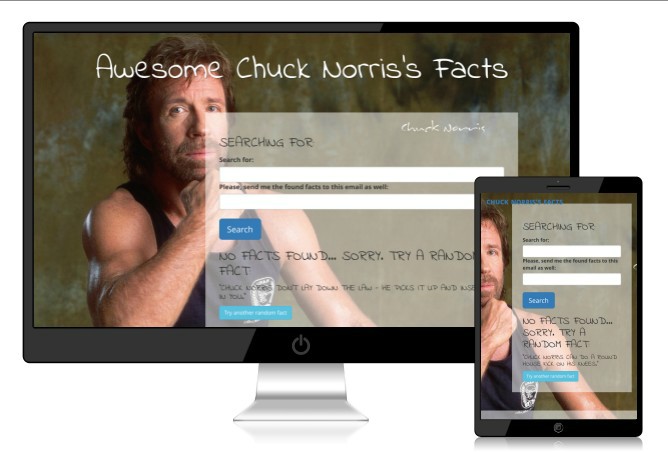 Awesome Chuck Norris's Facts
Chuck Norris
SEARCHING FOR
Search for:
Please, send me the found facts to this email as well:
Search
NO FACTS FOUND... SORRY. TRY A RANDOM
FACT
"CHUCK NORRIS DON'T LAY DOWN THE LAW - HE PICKS IT UP AND
IN YOU."
Try another random fact
CHUCK NORRIS'S FACTS
SEARCHING FOR
Search for:
Please, send me the found facts to this
email as well:
Search
NO FACTS FOUND...
SORRY. TRY A
RANDOM FACT
"CHUCK NORRIS CAN DO A ROUND
HOUSE KICK ON HIS KNEES."
Try another random fact